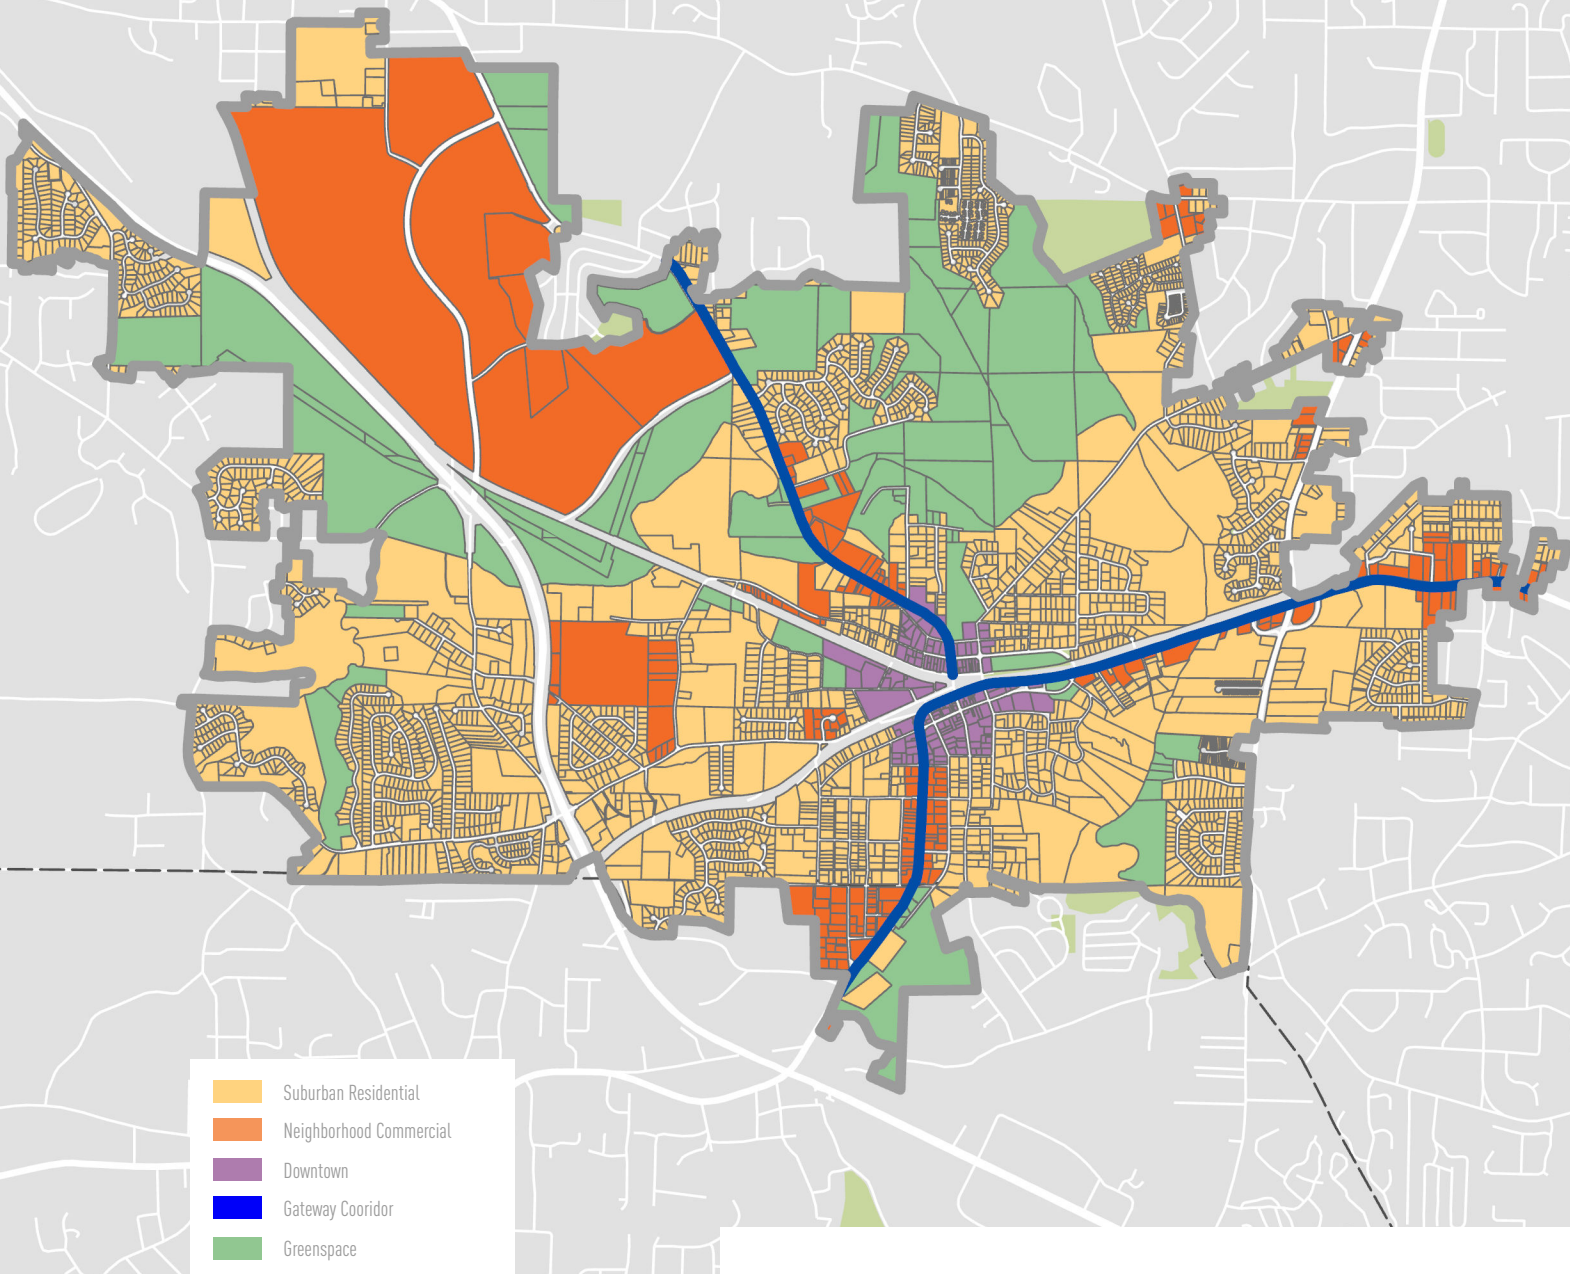 Suburban Residential
Neighborhood Commercial
Downtown
Gateway Cooridor
Greenspace